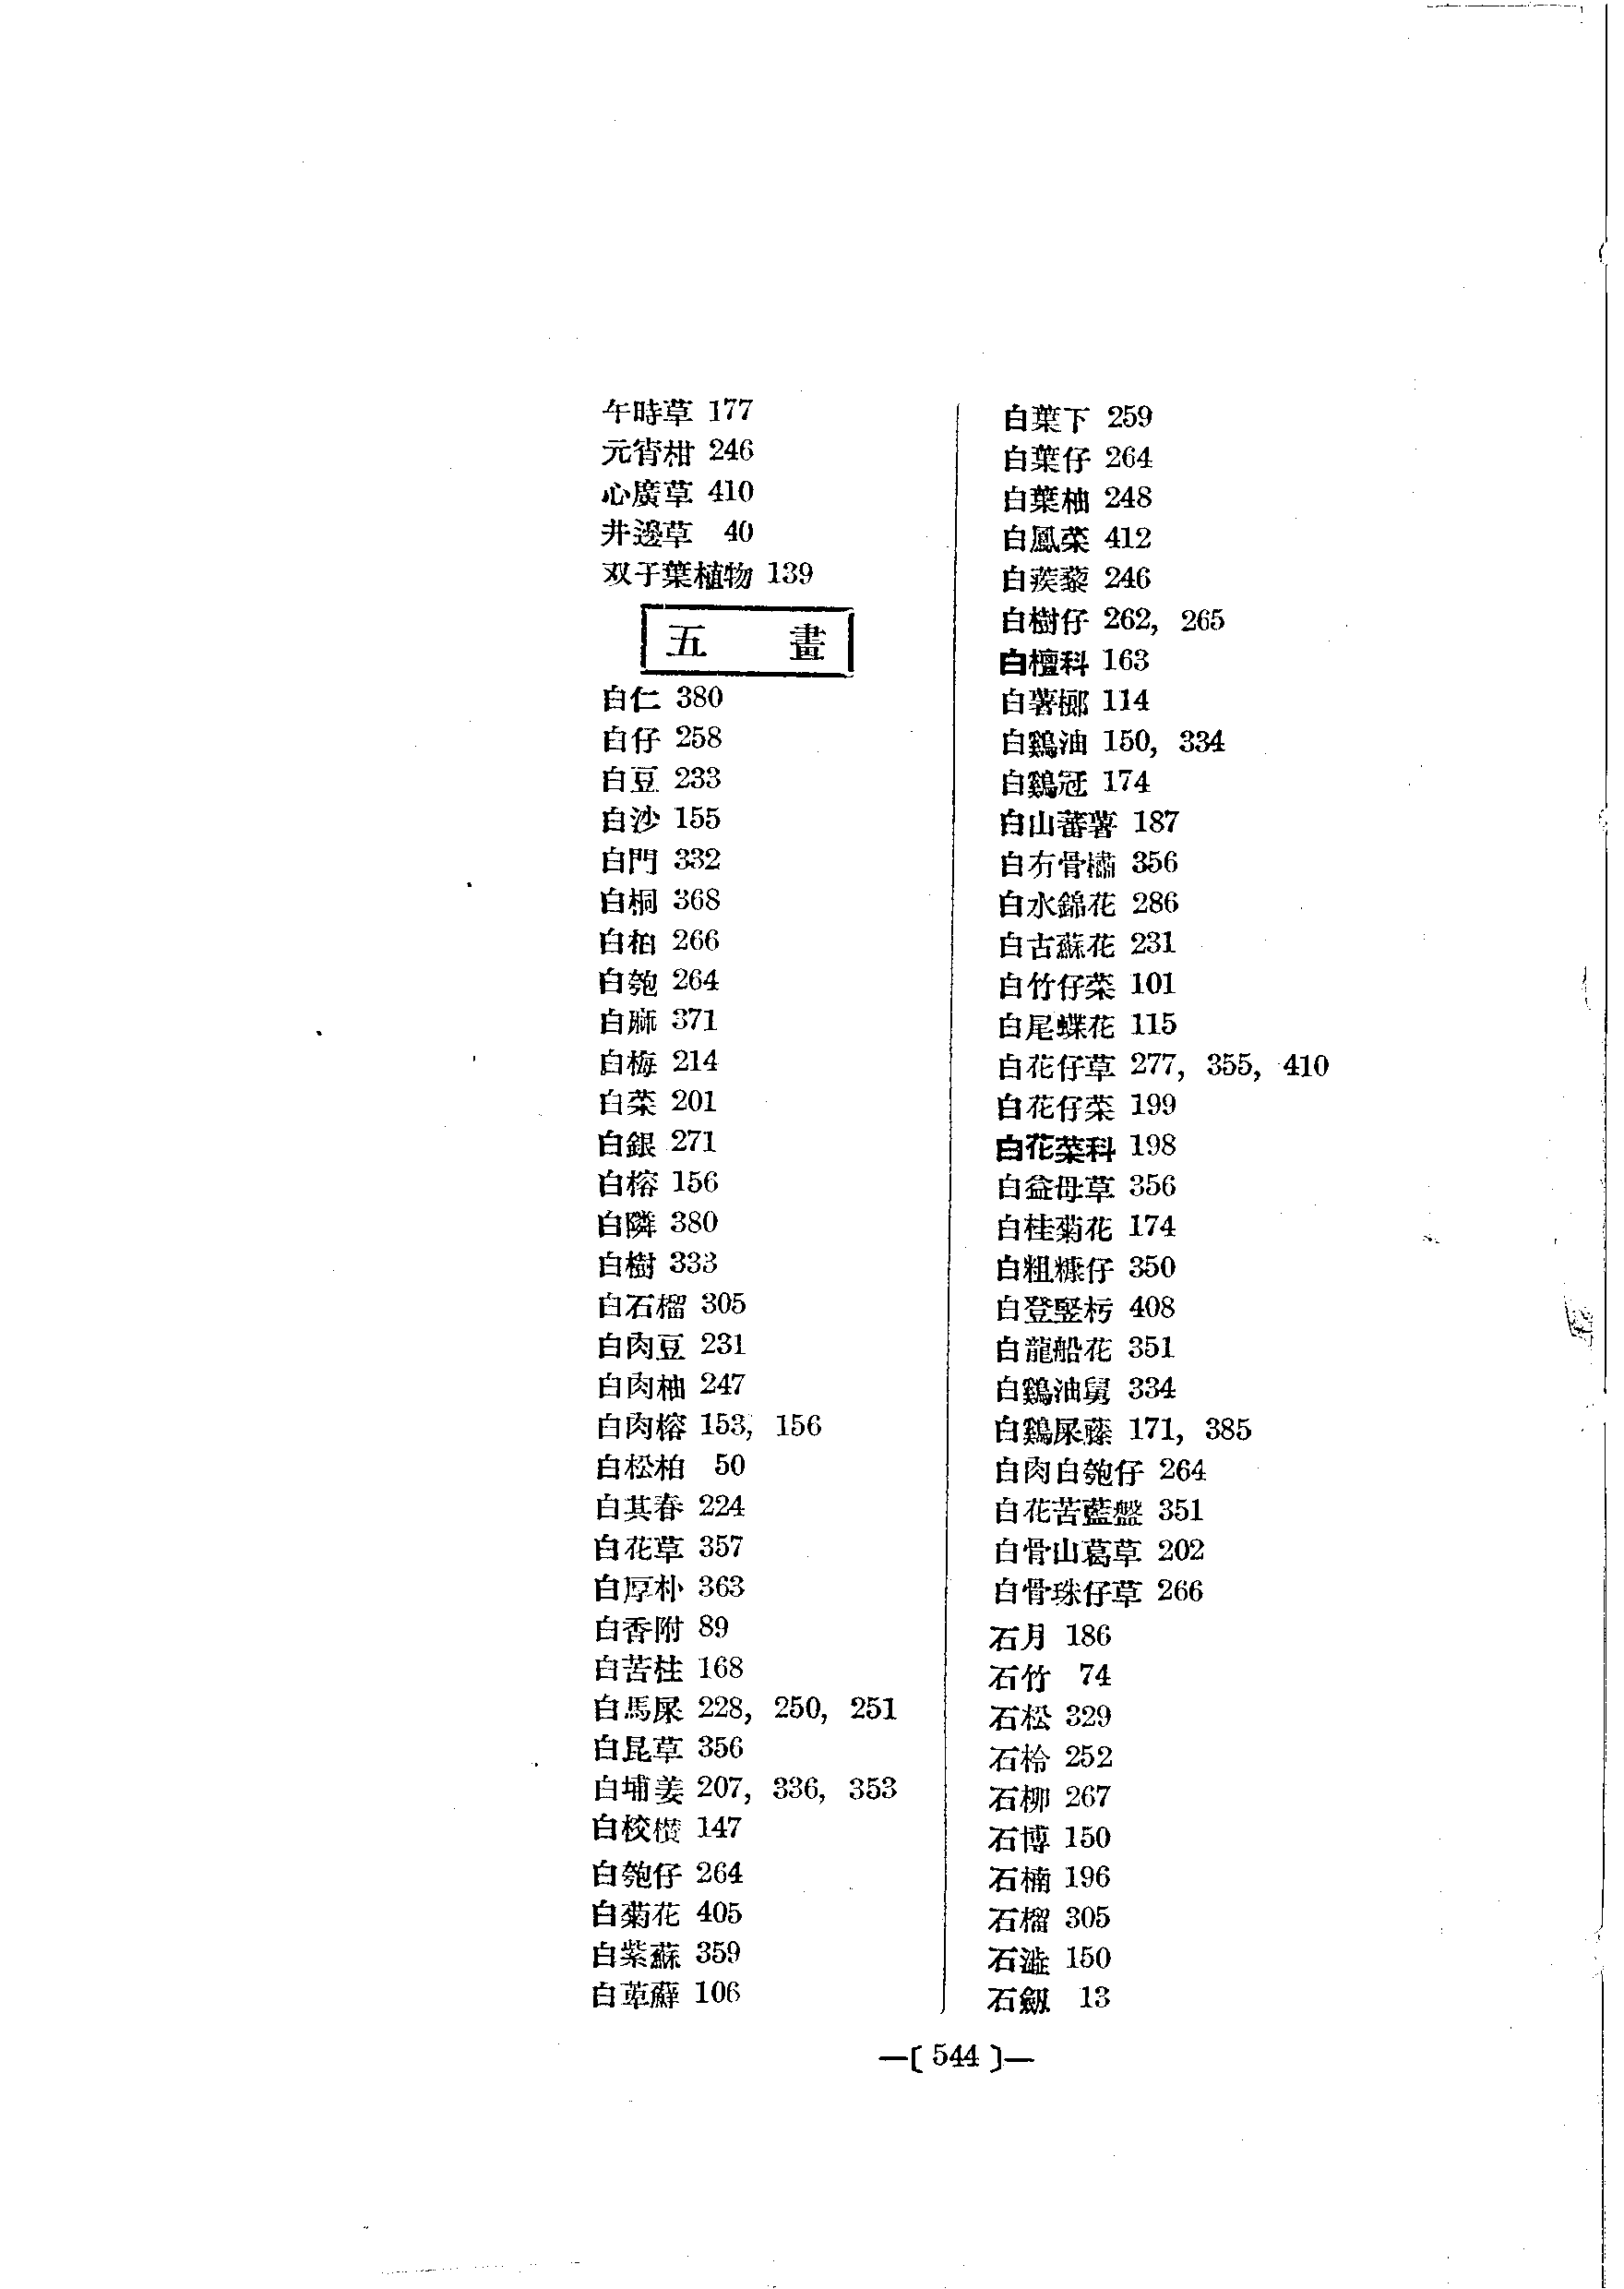 午時草 177
元宵柑 246
心廣草 410
井邊草 40
双子葉植物 139
五 畫
白仁 380
白仔 258
白豆 233
白沙 155
白門 332
白桐 368
白柏 266
白匏 264
白麻 371
白梅 214
白菜 201
白銀 271
白榕 156
白隣 380
白樹 333
白石榴 305
白肉豆 231
白肉柚 247
白肉榕 153, 156
白松柏 50
白其春 224
白花草 357
白厚朴 363
白香附 89
白苦柱 168
白馬屎 228, 250, 251
白昆草 356
白埔姜 207, 336, 353
白校欑 147
白匏仔 264
白菊花 405
白紫蘇 359
白萆薢 106
白葉下 259
白葉仔 264
白葉柚 248
白鳳菜 412
白蒺藜 246
白樹仔 262, 265
白檀科 163
白薯榔 114
白鷄油 150, 334
白鷄冠 174
白山蕃薯 187
白冇骨橚 356
白水錦花 286
白古蘇花 231
白竹仔菜 101
白尾蝶花 115
白花仔草 277, 355, 410
白花仔菜 199
白花菜科 198
白益母草 356
白桂菊花 174
白粗糠仔 350
白登竪杇 408
白龍船花 351
白鷄油舅 334
白鷄屎藤 171, 385
白肉白匏仔 264
白花苦藍盤 351
白骨山葛草 202
白骨珠仔草 266
石月 186
石竹 74
石松 329
石柃 252
石柳 267
石博 150
石楠 196
石榴 305
石澁 150
石劔 13
—[ 544 ]—